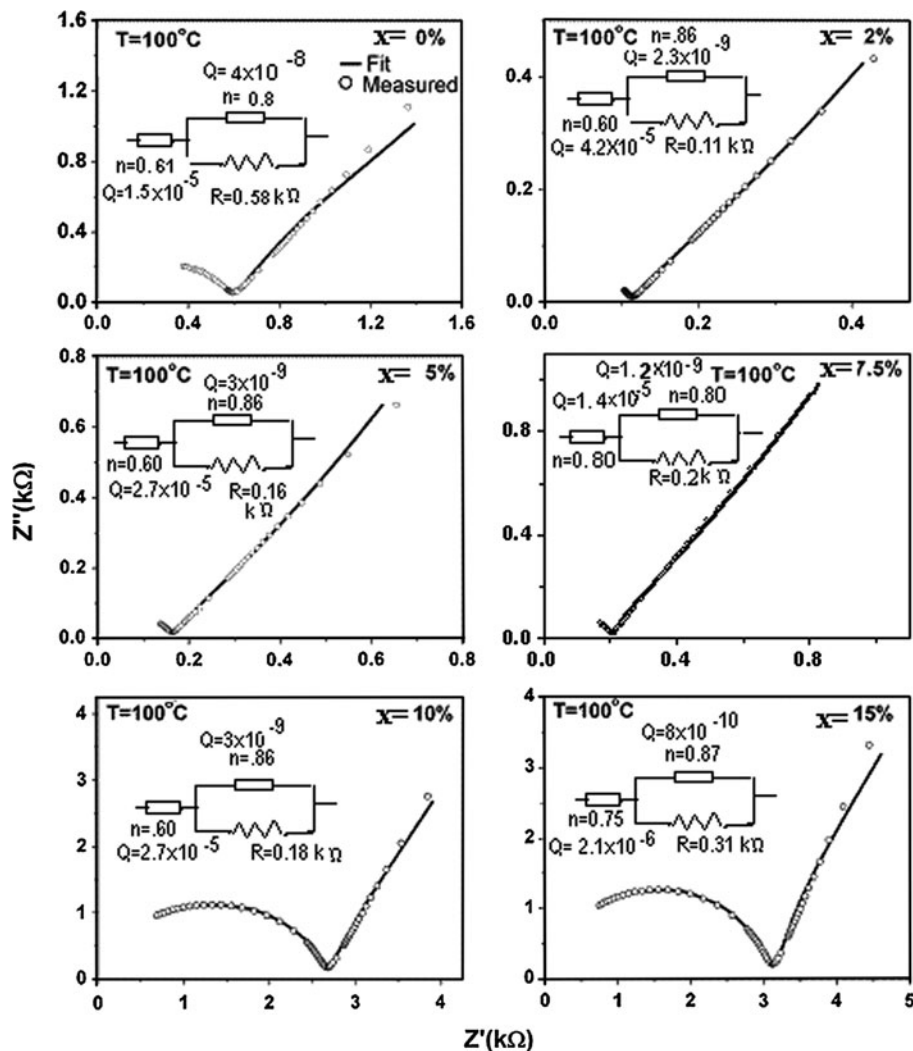 T=100°C x= 0%
Q= 4x10 -8
n= 0.8
Fit
Measured
n=0.61
Q=1.5x10 -5
R=0.58 kΩ
1.6
1.2
0.8
0.4
0.0
0.0 0.4 0.8 1.2 1.6
T=100°C x= 2%
n=.86
Q= 2.3x10 -9
n=0.60
Q= 4.2X10 -5
R=0.11 kΩ
0.4
0.2
0.0
0.0 0.2 0.4
T=100°C x= 5%
Q=3x10 -9
n=0.86
n=0.60
Q=2.7x10 -5
R=0.16
kΩ
0.8
0.6
0.4
0.2
0.0
0.0 0.2 0.4 0.6 0.8
Q=1.2x10 -9
T=100°C x=7.5%
Q=1.4x10 -5
n=0.80
n=0.80
R=0.2kΩ
0.8
0.4
0.0
0.0 0.4 0.8
T=100°C x= 10%
Q=3x10 -9
n=.86
n=.60
Q=2.7x10 -5
R=0.18 kΩ
4
3
2
1
0
0 1 2 3 4
T=100°C x= 15%
Q=8x10 -10
n=0.87
n=0.75
Q= 2.1x10 -6
R=0.31 kΩ
4
3
2
1
0
0 1 2 3 4 5
Z''(kΩ)
Z'(kΩ)